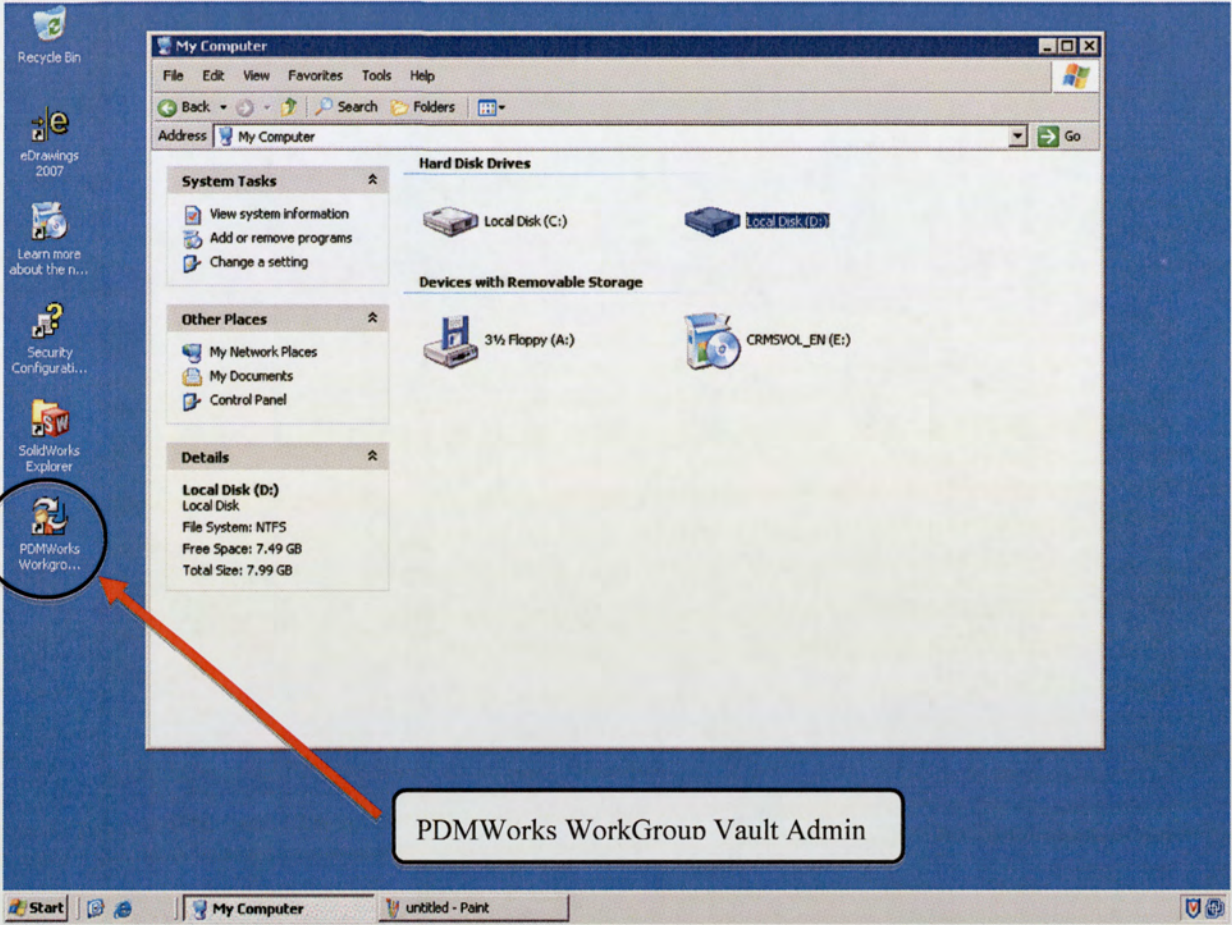 Recycle Bin
eDrawings
2007
Learn more
about the n...
Security
Configurati...
SolidWorks
Explorer
PDMWorks
Workgro...
My Computer
File Edit View Favorites Tools Help
Back Search Folders
Address My Computer Go
System Tasks
View system information
Add or remove programs
Change a setting
Other Places
My Network Places
My Documents
Control Panel
Details
Local Disk (D:)
Local Disk
File System: NTFS
Free Space: 7.49 GB
Total Size: 7.99 GB
Hard Disk Drives
Local Disk (C:) Local Disk (D:)
Devices with Removable Storage
3½ Floppy (A:) CRMSVOL_EN (E:)
PDMWorks WorkGroup Vault Admin
Start My Computer untitled - Paint